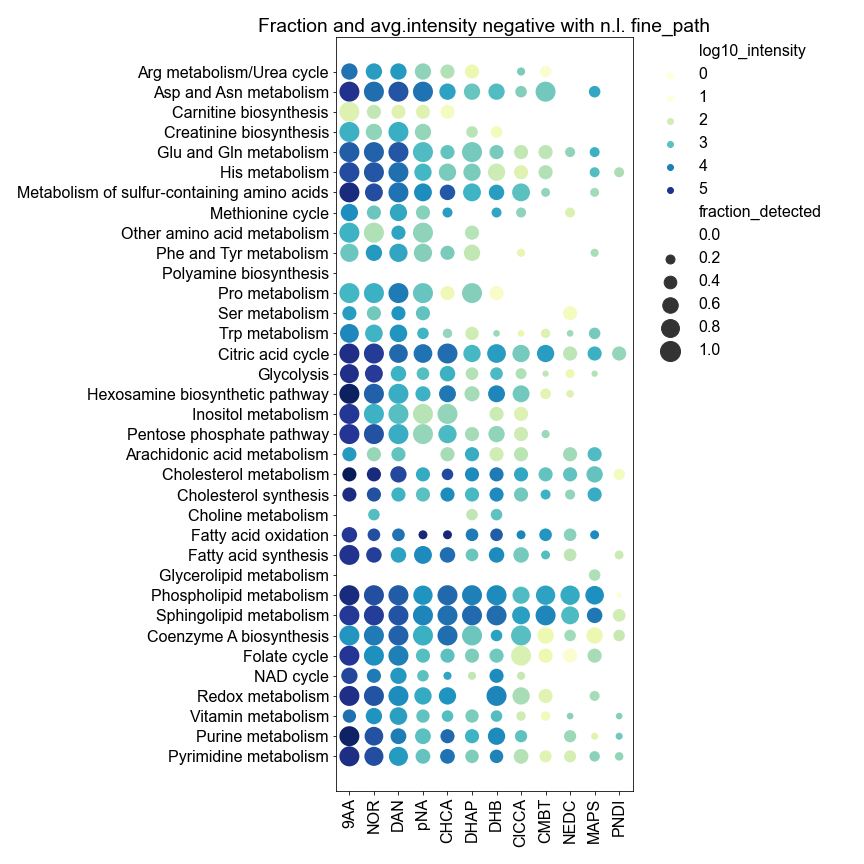 Fraction and avg.intensity negative with n.l. fine_path
Arg metabolism/Urea cycle
Asp and Asn metabolism
Carnitine biosynthesis
Creatinine biosynthesis
Glu and Gln metabolism
His metabolism
Metabolism of sulfur-containing amino acids
Methionine cycle
Other amino acid metabolism
Phe and Tyr metabolism
Polyamine biosynthesis
Pro metabolism
Ser metabolism
Trp metabolism
Citric acid cycle
Glycolysis
Hexosamine biosynthetic pathway
Inositol metabolism
Pentose phosphate pathway
Arachidonic acid metabolism
Cholesterol metabolism
Cholesterol synthesis
Choline metabolism
Fatty acid oxidation
Fatty acid synthesis
Glycerolipid metabolism
Phospholipid metabolism
Sphingolipid metabolism
Coenzyme A biosynthesis
Folate cycle
NAD cycle
Redox metabolism
Vitamin metabolism
Purine metabolism
Pyrimidine metabolism
9AA
NOR
DAN
pNA
CHCA
DHAP
DHB
ClCCA
CMBT
NEDC
MAPS
PNDI
log10_intensity
0
1
2
3
4
5
fraction_detected
0.0
0.2
0.4
0.6
0.8
1.0